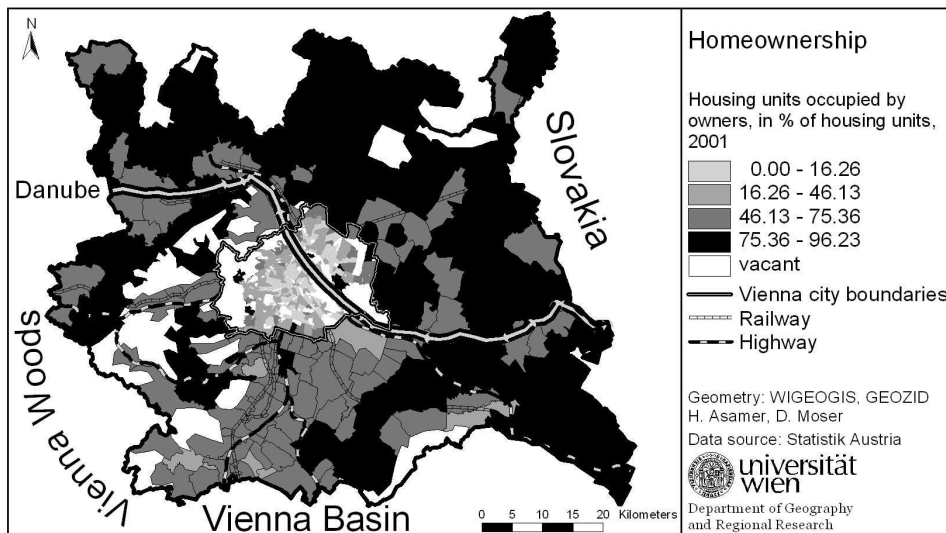 N
Danube
Slovakia
Vienna Woods
Vienna Basin
0 5 10 15 20 Kilometers
Homeownership
Housing units occupied by
owners, in % of housing units,
2001
0.00 - 16.26
16.26 - 46.13
46.13 - 75.36
75.36 - 96.23
vacant
Vienna city boundaries
Railway
Highway
Geometry: WIGEOGIS, GEOZID
H. Asamer, D. Moser
Data source: Statistik Austria
universität
wien
Department of Geography
and Regional Research